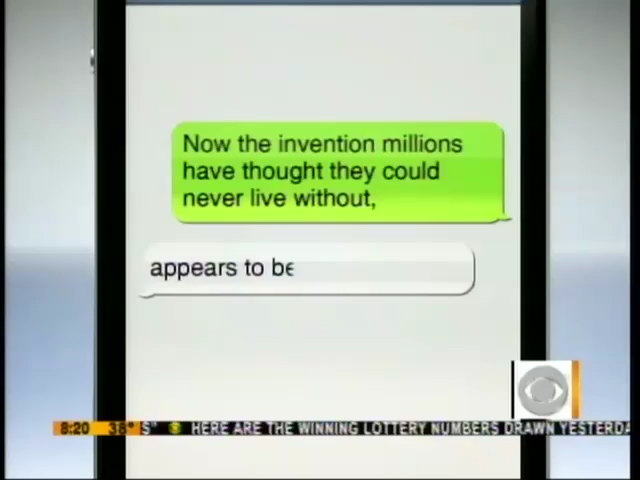 Now the invention millions
have thought they could
never live without,
appears to be
8:20 38° S" HERE ARE THE WINNING LOTTERY NUMBERS DRAWN YESTERDA